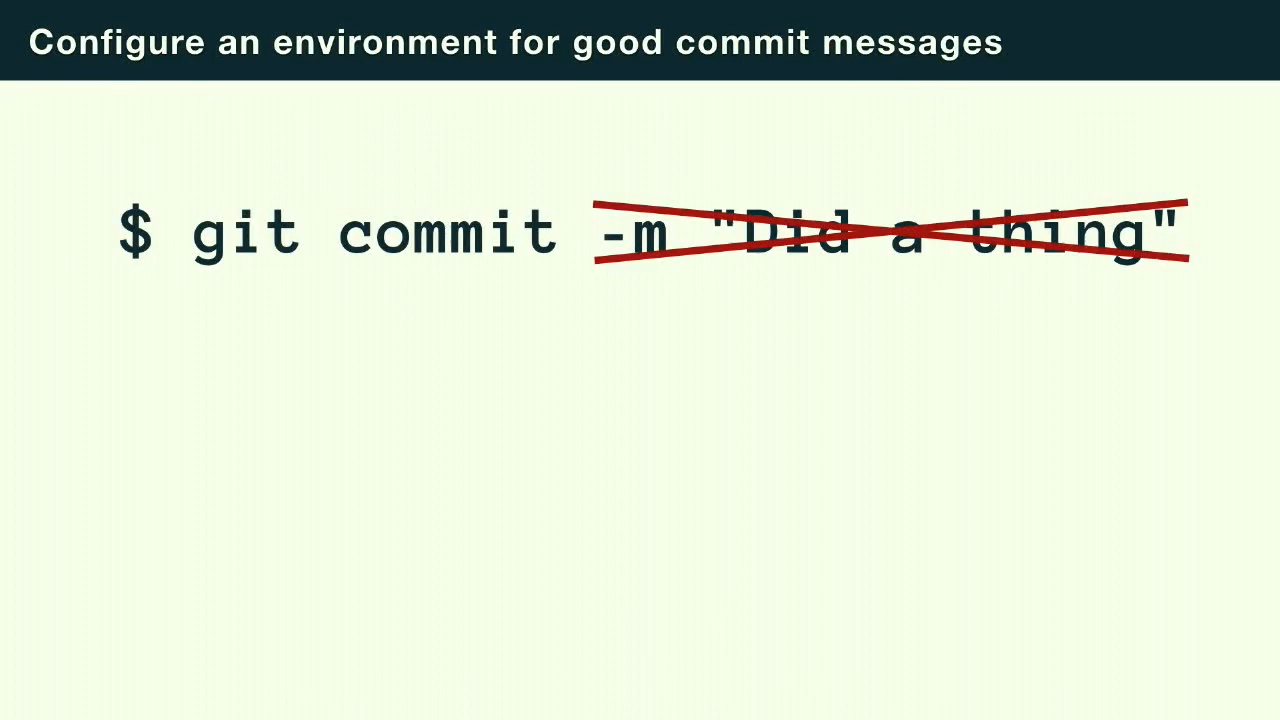 Configure an environment for good commit messages
$ git commit -m "Did a thing"